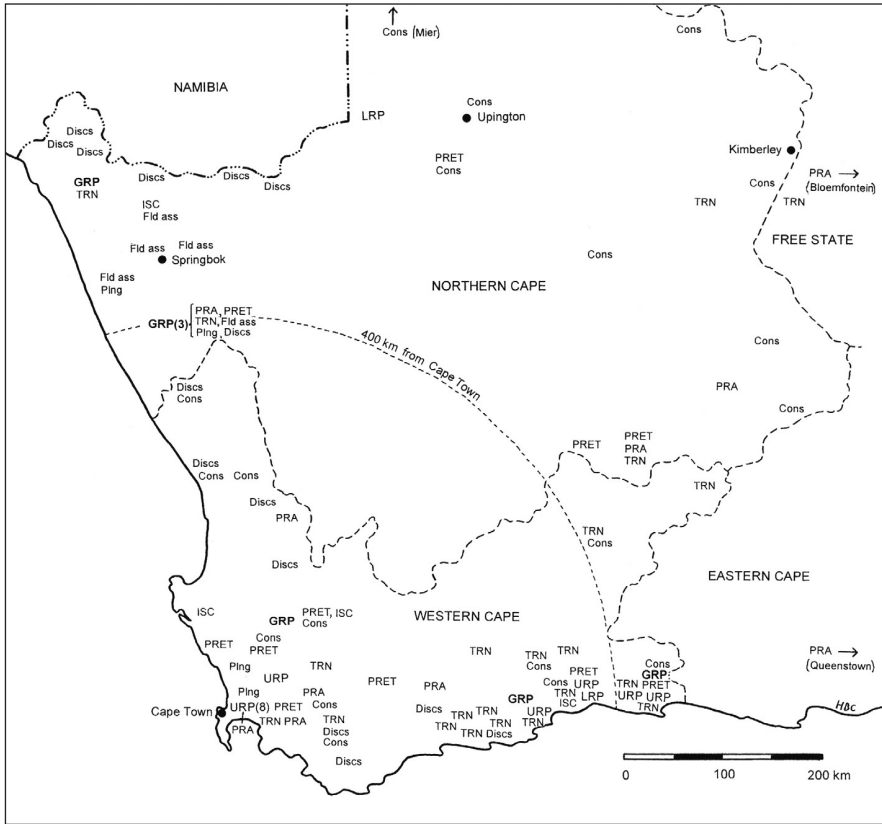 Cons (Mier)
Cons
NAMIBIA
Cons
LRP
Upington
Discs
Discs
Discs
Kimberley
PRET
Cons
Discs
Discs
Discs
GRP
TRN
PRA
(Bloemfontein)
Cons
TRN
TRN
ISC
Fld ass
FREE STATE
Fld ass
Fld ass
Springbok
Cons
Fld ass
Plng
NORTHERN CAPE
GRP(3)
PRA, PRET
TRN, Fld ass
Plng, Discs
400 km from Cape Town
Cons
Discs
Cons
PRA
Cons
PRET
PRET
PRA
TRN
Discs
Cons
Cons
TRN
Discs
PRA
TRN
Cons
Discs
EASTERN CAPE
ISC
GRP
PRET, ISC
Cons
WESTERN CAPE
Cons
PRET
PRET
TRN
TRN
TRN
Cons
PRA
(Queenstown)
Plng
TRN
Cons
GRP
URP
PRET
PRA
Cons
PRET
URP
TRN
PRET
Plng
PRA
Cons
GRP
TRN
LRP
URP
URP
Cape Town
URP(8)
PRET
Discs
TRN
TRN
URP
ISC
TRN
PRA
TRN
PRA
TRN
Discs
Cons
TRN
TRN
TRN
TRN
Discs
Discs
HBC
0
100
200 km